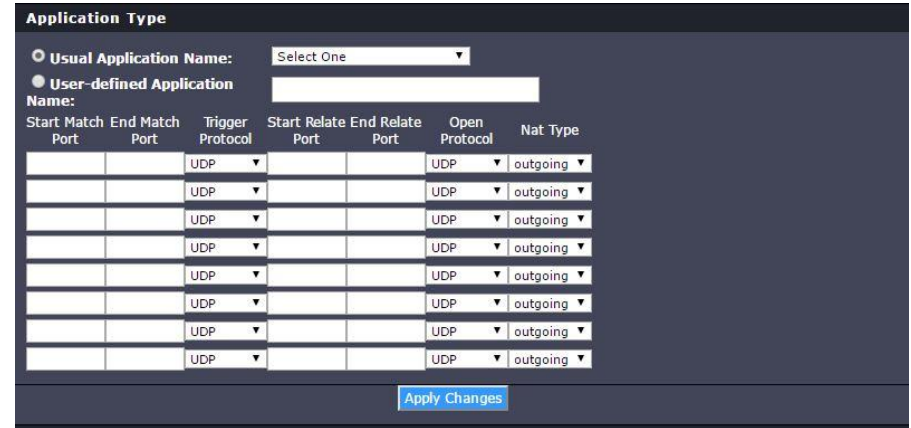 Application Type
Usual Application Name: Select One
User-defined Application
Name:
Start Match End Match Trigger Start Relate End Relate Open Nat Type
Port Port Protocol Port Port Protocol
UDP UDP outgoing
UDP UDP outgoing
UDP UDP outgoing
UDP UDP outgoing
UDP UDP outgoing
UDP UDP outgoing
UDP UDP outgoing
UDP UDP outgoing
Apply Changes